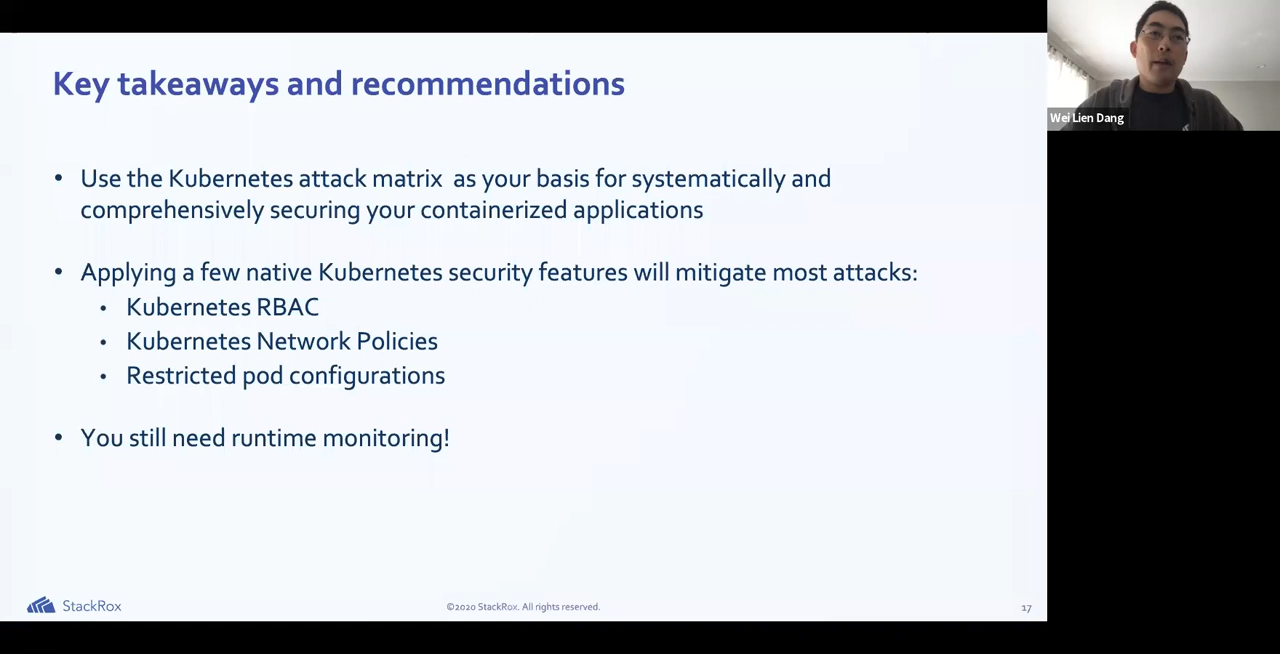 Key takeaways and recommendations
• Use the Kubernetes attack matrix  as your basis for systematically and
comprehensively securing your containerized applications
• Applying a few native Kubernetes security features will mitigate most attacks:
• Kubernetes RBAC
• Kubernetes Network Policies
• Restricted pod configurations
• You still need runtime monitoring!
StackRox
©2020 StackRox. All rights reserved.
17
Wei Lien Dang